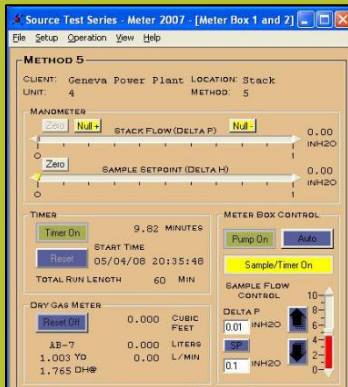 Source Test Series - Meter 2007 - [Meter Box 1 and 2]
File Setup Operation View Help
METHOD 5
CLIENT: Geneva Power Plant LOCATION: Stack
UNIT: 4 METHOD: 5
MANOMETER
Zero Null + STACK FLOW (DELTA P) Null - 0.00
INH2O
0 1
Zero SAMPLE SETPOINT (DELTA H) 0.00
INH2O
0 1
TIMER
Timer On 9.82 MINUTES
START TIME
Reset 05/04/08 20:35:48
TOTAL RUN LENGTH 60 MIN
DRY GAS METER
Reset Off 0.000 CUBIC
FEET
AB-7 0.000 LITERS
1.003 YD 0.00 L/MIN
1.765 DH@
METER BOX CONTROL
Pump On Auto
Sample/Timer On
SAMPLE FLOW
CONTROL
DELTA P
0.01 INH2O
SP
0.1 INH2O
10
8
6
4
2
0